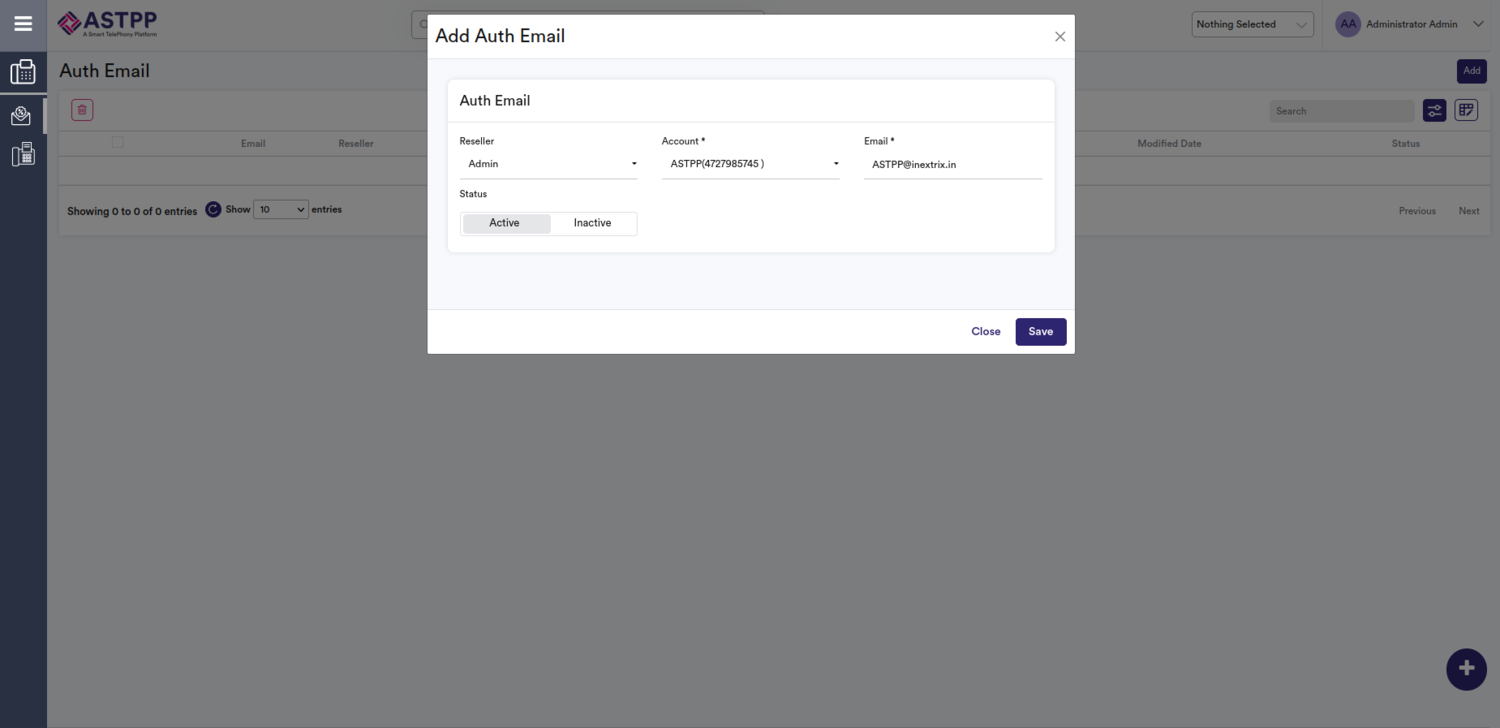 ASTPP
A Smart TelePhony Platform
Add Auth Email
Nothing Selected
AA
Administrator Admin
Auth Email
Add
Auth Email
Search
Reseller
Account *
Email *
Admin
ASTPP(4727985745 )
ASTPP@inextrix.in
Email
Reseller
Modified Date
Status
Status
Active
Inactive
Showing 0 to 0 of 0 entries
Show
10
entries
Previous
Next
Close
Save